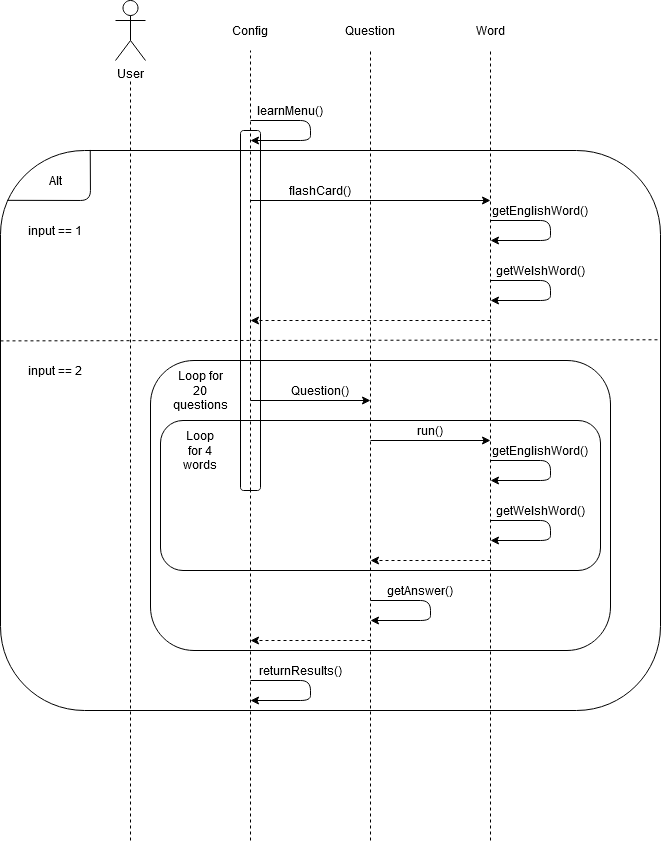 Config
Question
Word
User
learnMenu()
Alt
flashCard()
getEnglishWord()
input == 1
getWelshWord()
input == 2
Loop for
20
questions
Question()
Loop
for 4
words
run()
getEnglishWord()
getWelshWord()
getAnswer()
returnResults()